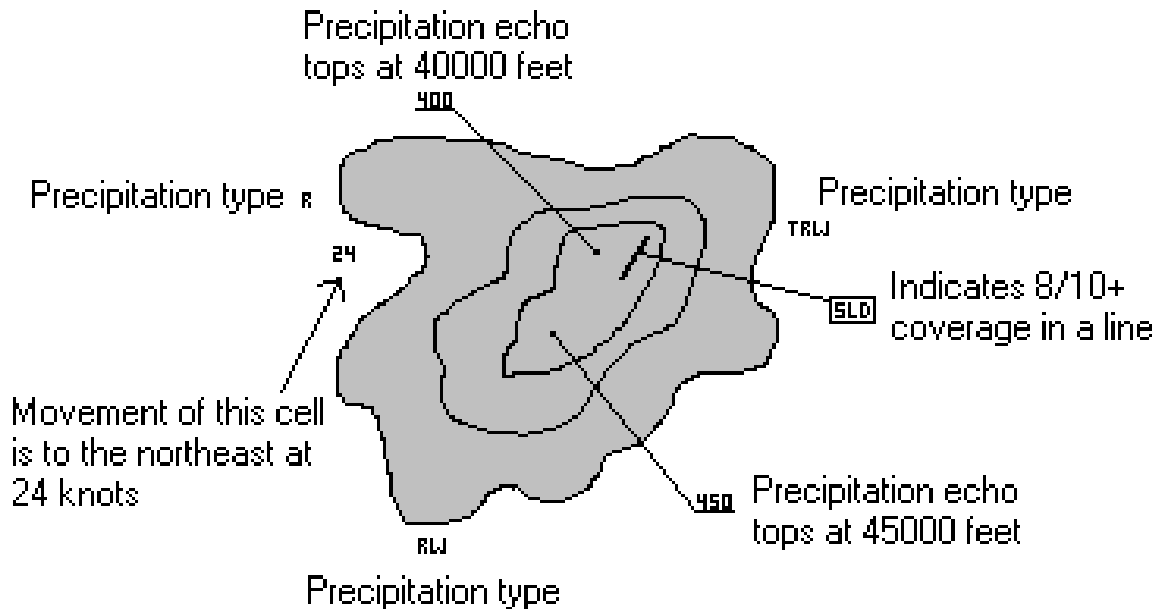 Precipitation echo
tops at 40000 feet
400
Precipitation type R
Precipitation type
TRW
24
SLD
Indicates 8/10+
coverage in a line
Movement of this cell
is to the northeast at
24 knots
450
Precipitation echo
tops at 45000 feet
RW
Precipitation type